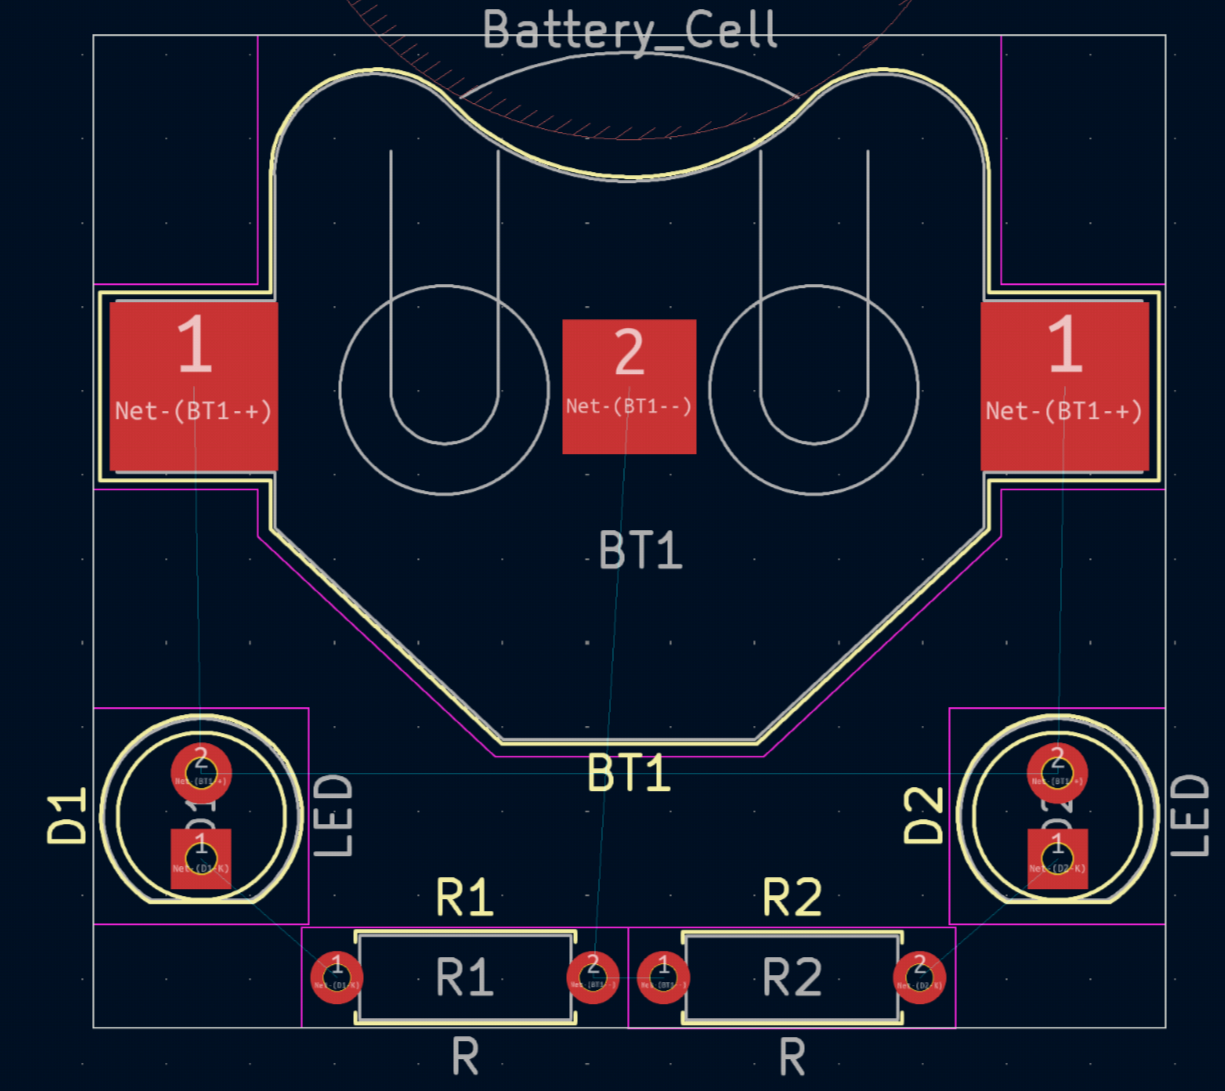 Battery_Cell
1
Net-(BT1-+)
2
Net-(BT1--)
1
Net-(BT1-+)
BT1
BT1
D1
2
Net-(BT1-+)
D1
1
Net-(D1-K)
LED
D2
2
Net-(BT1-+)
D2
1
Net-(D2-K)
LED
R1
R2
1
Net-(D1-K)
R1
2
Net-(BT1--)
1
Net-(BT1--)
R2
2
Net-(D2-K)
R
R